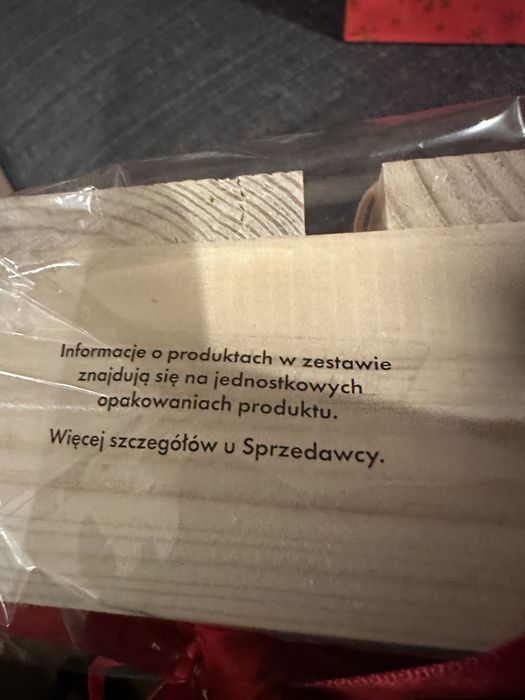 Informacje o produktach w zestawie
znajdują się na jednostkowych
opakowaniach produktu.
Więcej szczegółów u Sprzedawcy.